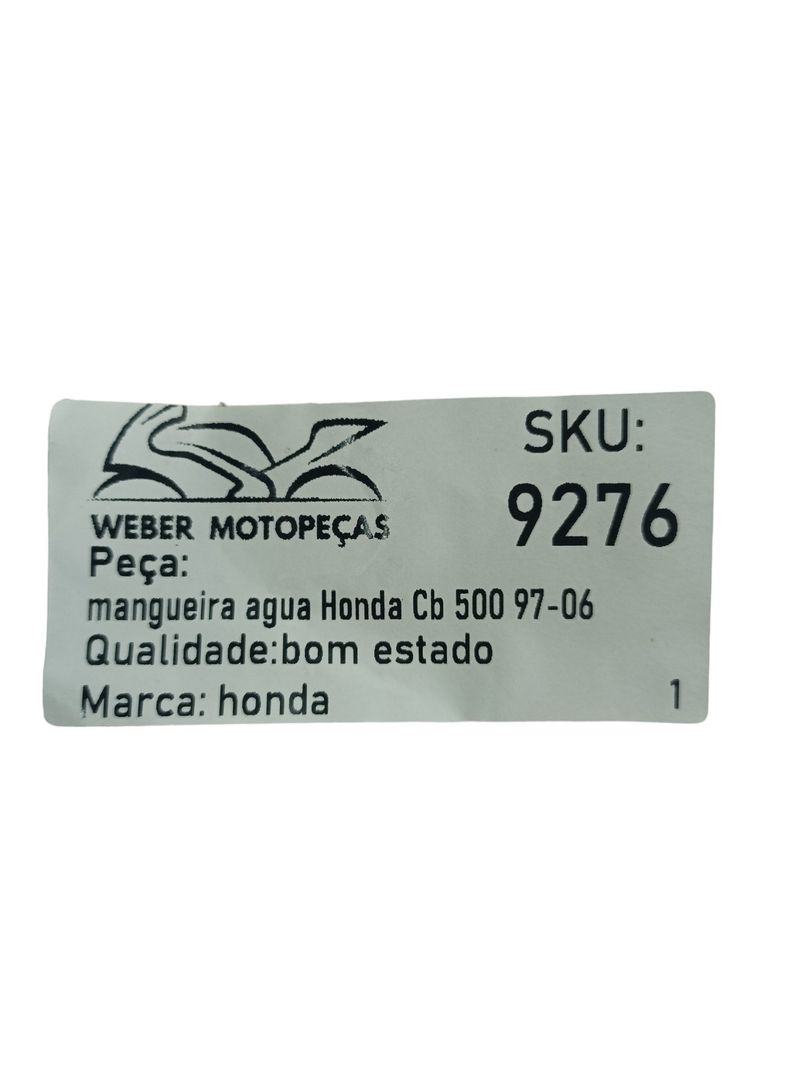 WEBER MOTOPEÇAS
SKU:
9276
Peça:
mangueira agua Honda Cb 500 97-06
Qualidade:bom estado
Marca: honda
1